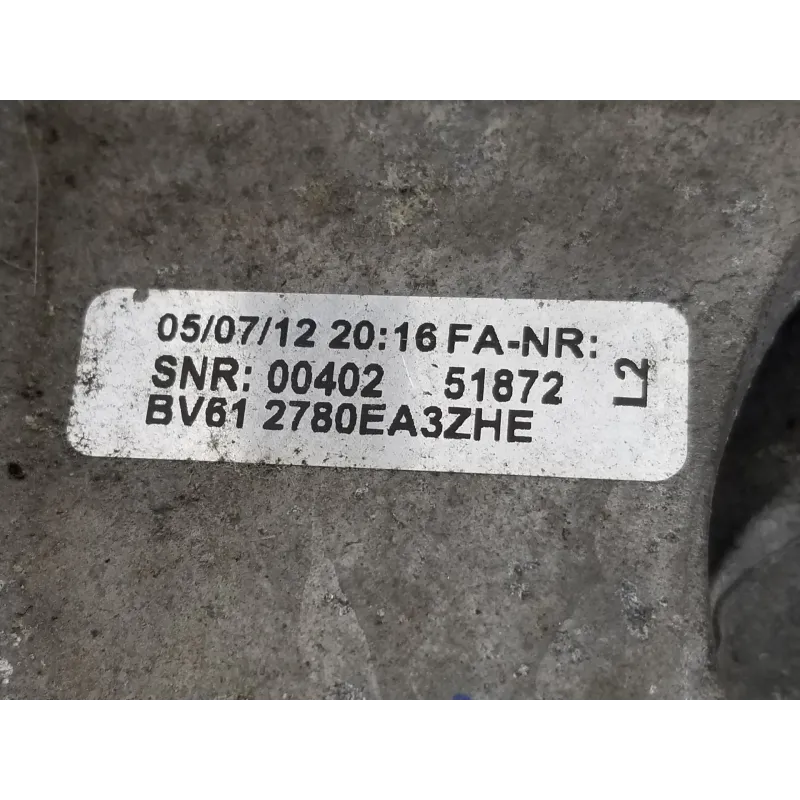 05/07/12 20:16 FA-NR:
SNR: 00402 51872
BV61 2780EA3ZHE
L2